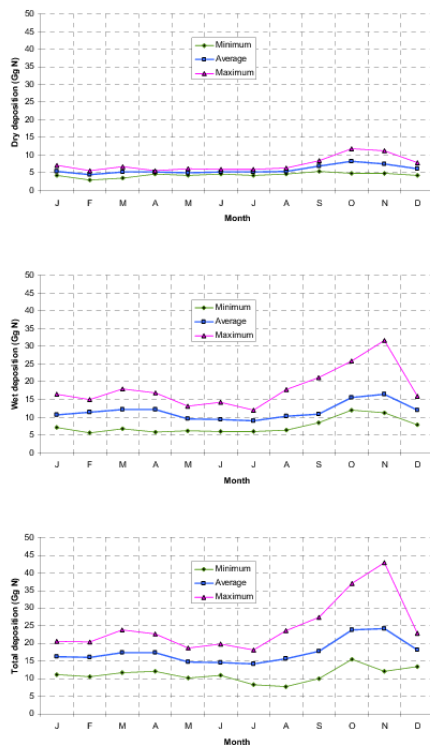 50
45
40
35
30
25
20
15
10
5
0
Dry deposition (Gg N)
Minimum
Average
Maximum
J F M A M J J A S O N D
Month
50
45
40
35
30
25
20
15
10
5
0
Wet deposition (Gg N)
Minimum
Average
Maximum
J F M A M J J A S O N D
Month
50
45
40
35
30
25
20
15
10
5
0
Total deposition (Gg N)
Minimum
Average
Maximum
J F M A M J J A S O N D
Month